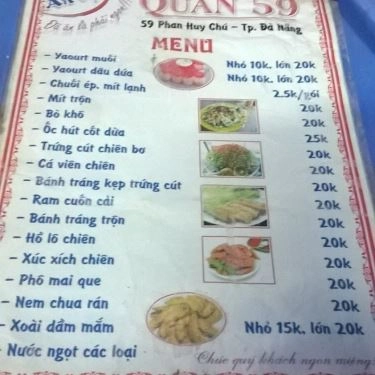 Đã ăn là phải ngon
QUÁN 59
59 Phan Huy Chú - Tp. Đà Nẵng
MENU
- Yaourt muối Nhỏ 10k, lớn 20k
- Yaourt dâu dứa Nhỏ 10k, lớn 20k
- Chuối ép, mít lạnh 2.5k/gói
- Mít trộn 20k
- Bò khô 20k
- Ốc hút cốt dừa 25k
- Trứng cút chiên bơ 20k
- Cá viên chiên 20k
- Bánh tráng kẹp trứng cút 20k
- Ram cuốn cải 20k
- Bánh tráng trộn 20k
- Hồ lô chiên 20k
- Xúc xích chiên 20k
- Phô mai que 20k
- Nem chua rán 20k
- Xoài dầm mắm Nhỏ 15k, lớn 20k
- Nước ngọt các loại
Chúc quý khách ngon miệng